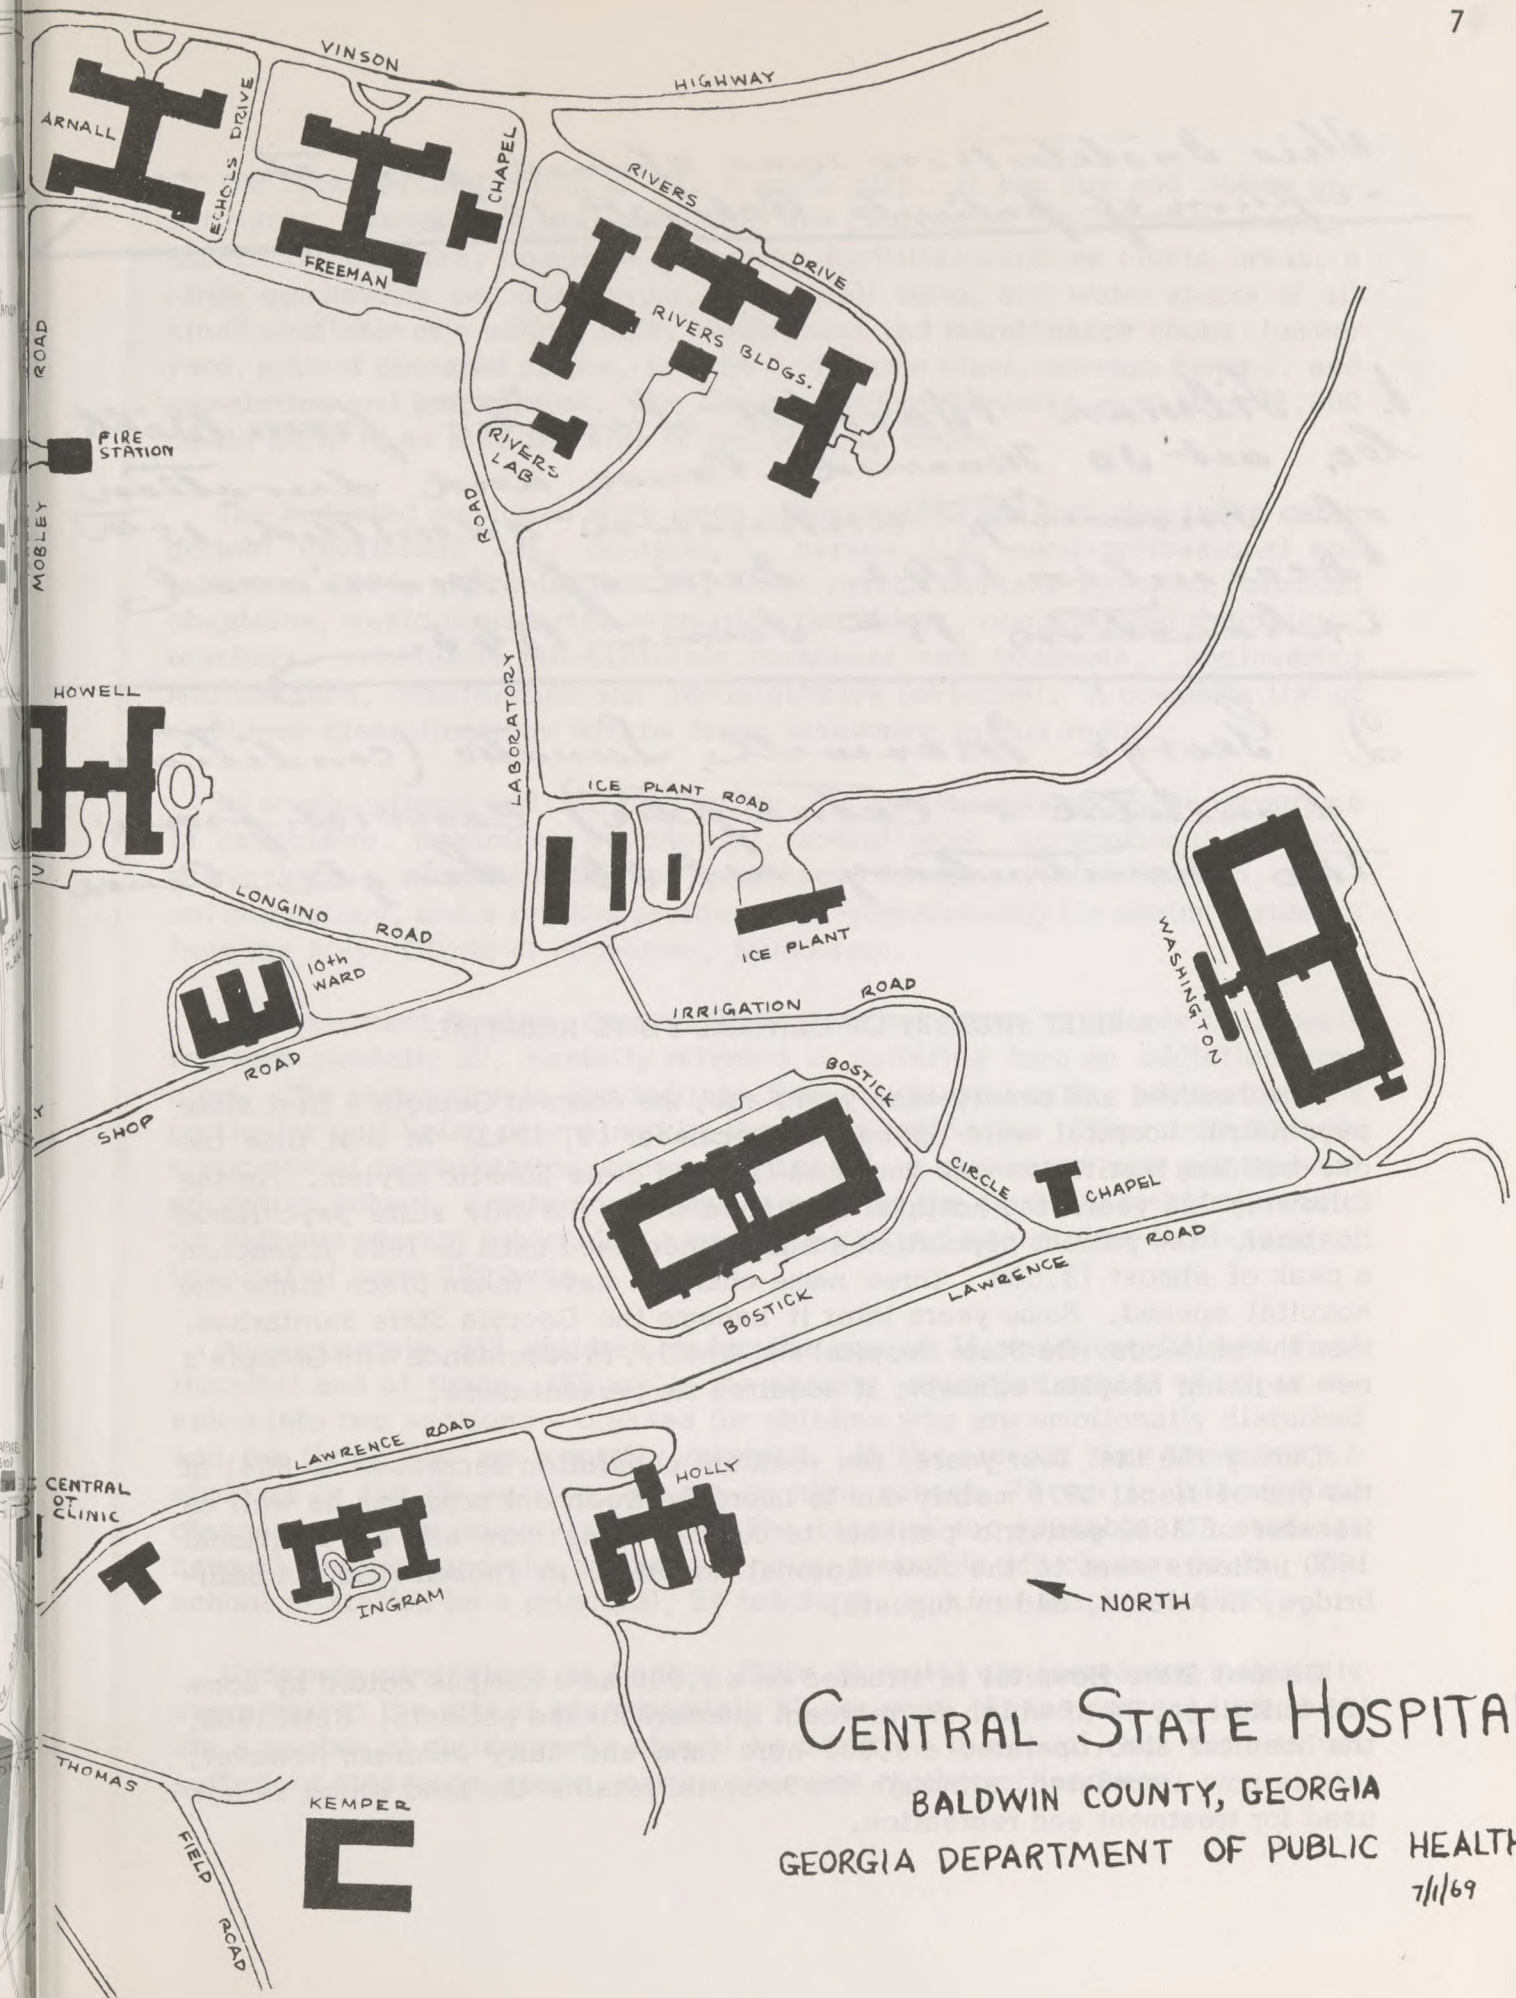 7
VINSON
HIGHWAY
ARNALL
ECHOLS DRIVE
CHAPEL
FREEMAN
RIVERS
DRIVE
RIVERS BLDGS.
RIVERS
LAB
ROAD
MOBLEY
FIRE
STATION
ROAD
LABORATORY
HOWELL
ICE PLANT ROAD
LONGINO
ROAD
10th
WARD
ICE PLANT
WASHINGTON
IRRIGATION
ROAD
ROAD
SHOP
BOSTICK
CIRCLE
CHAPEL
ROAD
LAWRENCE
BOSTICK
LAWRENCE ROAD
HOLLY
CENTRAL
OT
CLINIC
INGRAM
NORTH
CENTRAL STATE HOSPITA
BALDWIN COUNTY, GEORGIA
GEORGIA DEPARTMENT OF PUBLIC HEALTH
7/1/69
THOMAS
FIELD
ROAD
KEMPER